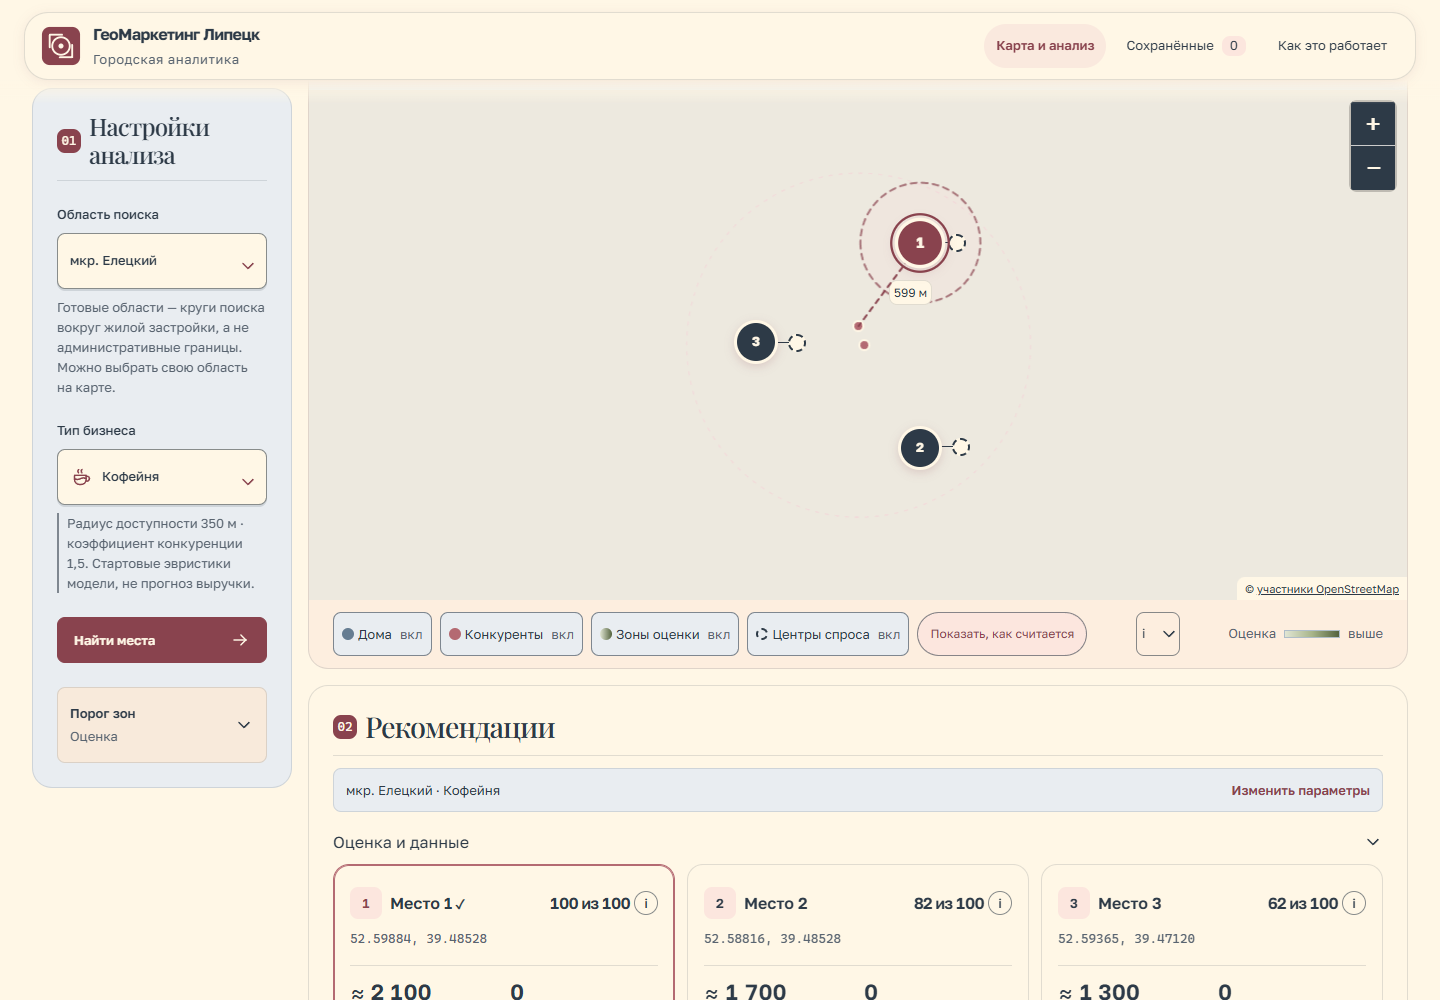 ГеоМаркетинг Липецк
Городская аналитика
Карта и анализ
Сохранённые 0
Как это работает
01 Настройки
анализа
Область поиска
мкр. Елецкий
Готовые области — круги поиска
вокруг жилой застройки, а не
административные границы.
Можно выбрать свою область
на карте.
Тип бизнеса
Кофейня
Радиус доступности 350 м ·
коэффициент конкуренции
1,5. Стартовые эвристики
модели, не прогноз выручки.
Найти места →
Порог зон
Оценка
+
−
1
599 м
3
2
© участники OpenStreetMap
Дома вкл
Конкуренты вкл
Зоны оценки вкл
Центры спроса вкл
Показать, как считается
i
Оценка выше
02 Рекомендации
мкр. Елецкий · Кофейня
Изменить параметры
Оценка и данные
1 Место 1 ✓ 100 из 100 i
52.59884, 39.48528
≈ 2 100 0
2 Место 2 82 из 100 i
52.58816, 39.48528
≈ 1 700 0
3 Место 3 62 из 100 i
52.59365, 39.47120
≈ 1 300 0